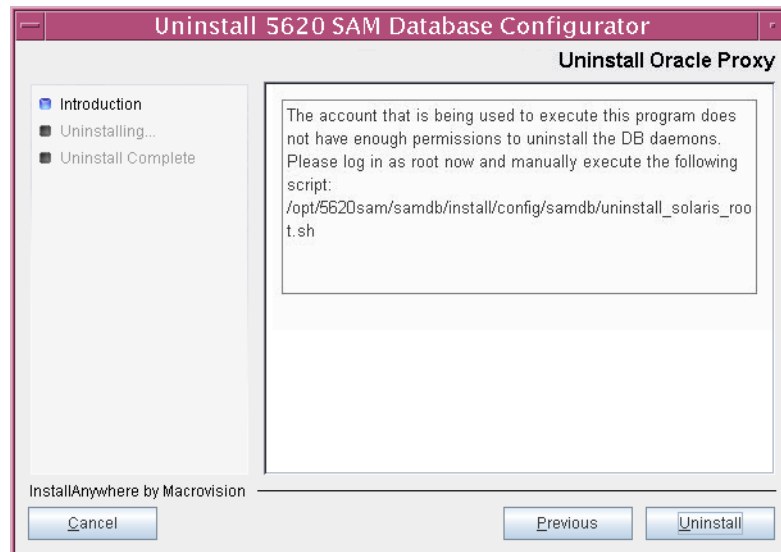 Uninstall 5620 SAM Database Configurator
Uninstall Oracle Proxy
Introduction
Uninstalling...
Uninstall Complete
The account that is being used to execute this program does
not have enough permissions to uninstall the DB daemons.
Please log in as root now and manually execute the following
script:
/opt/5620sam/samdb/install/config/samdb/uninstall_solaris_roo
t.sh
InstallAnywhere by Macrovision
Cancel
Previous
Uninstall